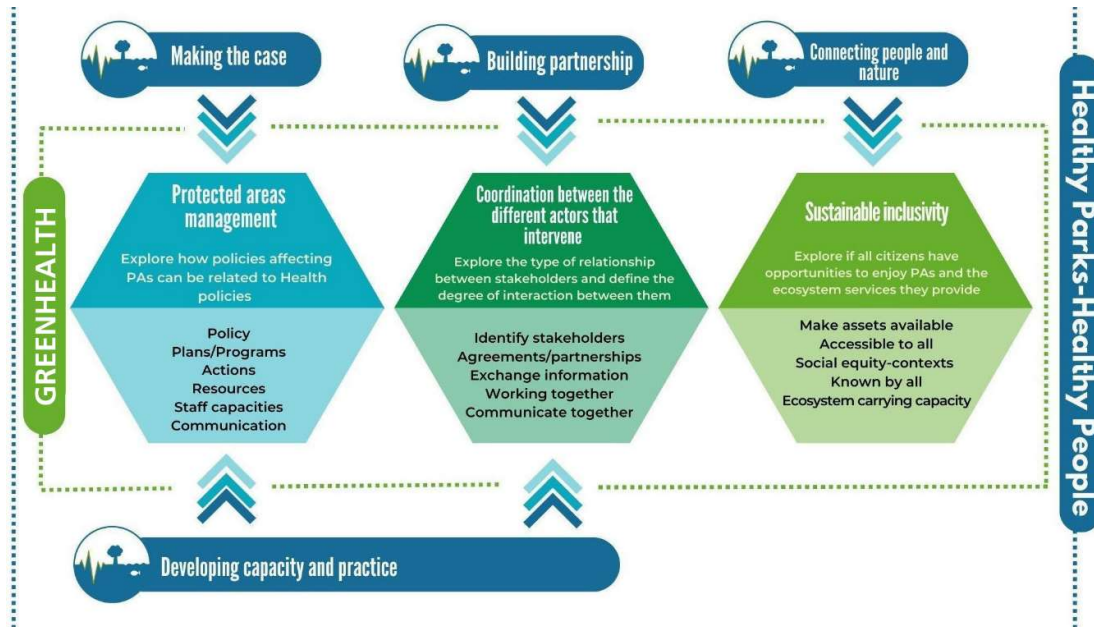 Making the case
Building partnership
Connecting people and
nature
GREENHEALTH
Protected areas
management
Explore how policies affecting
PAs can be related to Health
policies
Policy
Plans/Programs
Actions
Resources
Staff capacities
Communication
Coordination between the
different actors that
intervene
Explore the type of relationship
between stakeholders and define the
degree of interaction between them
Identify stakeholders
Agreements/partnerships
Exchange information
Working together
Communicate together
Sustainable inclusivity
Explore if all citizens have
opportunities to enjoy PAs and the
ecosystem services they provide
Make assets available
Accessible to all
Social equity-contexts
Known by all
Ecosystem carrying capacity
Healthy Parks-Healthy People
Developing capacity and practice